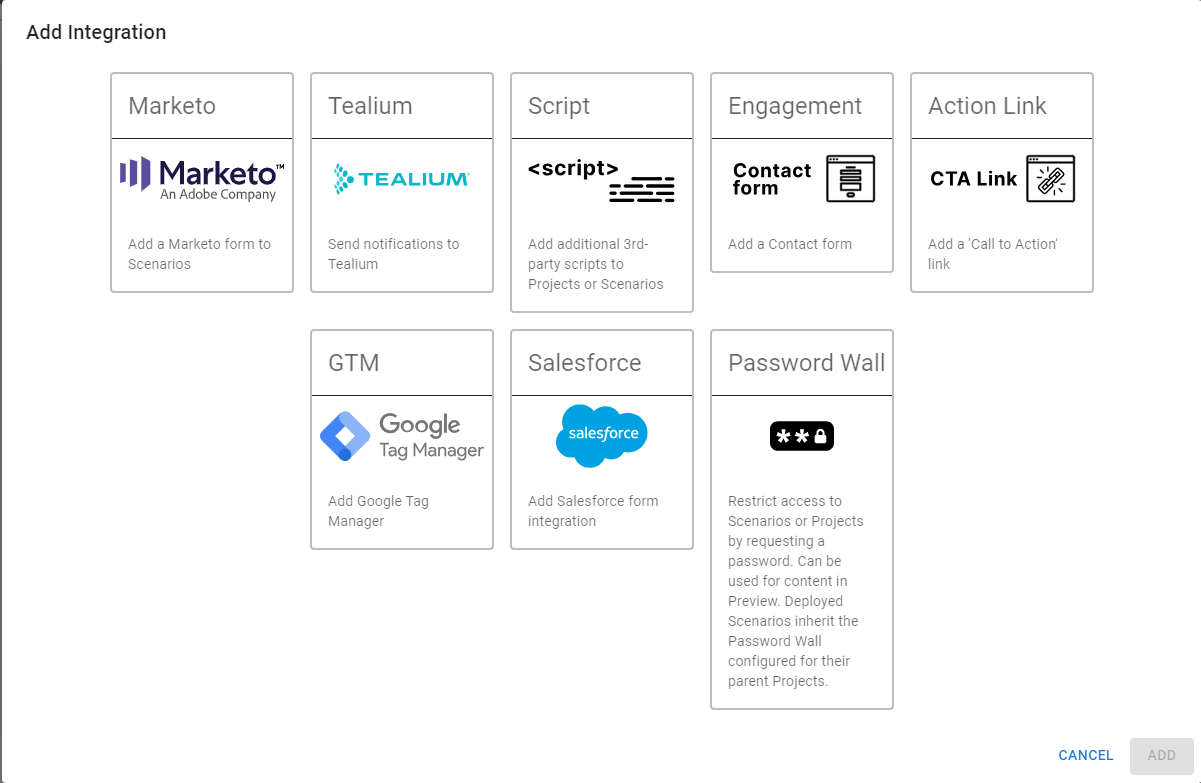 Add Integration
Marketo
Marketo™
An Adobe Company
Add a Marketo form to
Scenarios
Tealium
TEALIUM
Send notifications to
Tealium
Script
<script>
Add additional 3rd-
party scripts to
Projects or Scenarios
Engagement
Contact
form
Add a Contact form
Action Link
CTA Link
Add a 'Call to Action'
link
GTM
Google
Tag Manager
Add Google Tag
Manager
Salesforce
salesforce
Add Salesforce form
integration
Password Wall
**
Restrict access to
Scenarios or Projects
by requesting a
password. Can be
used for content in
Preview. Deployed
Scenarios inherit the
Password Wall
configured for their
parent Projects.
CANCEL
ADD